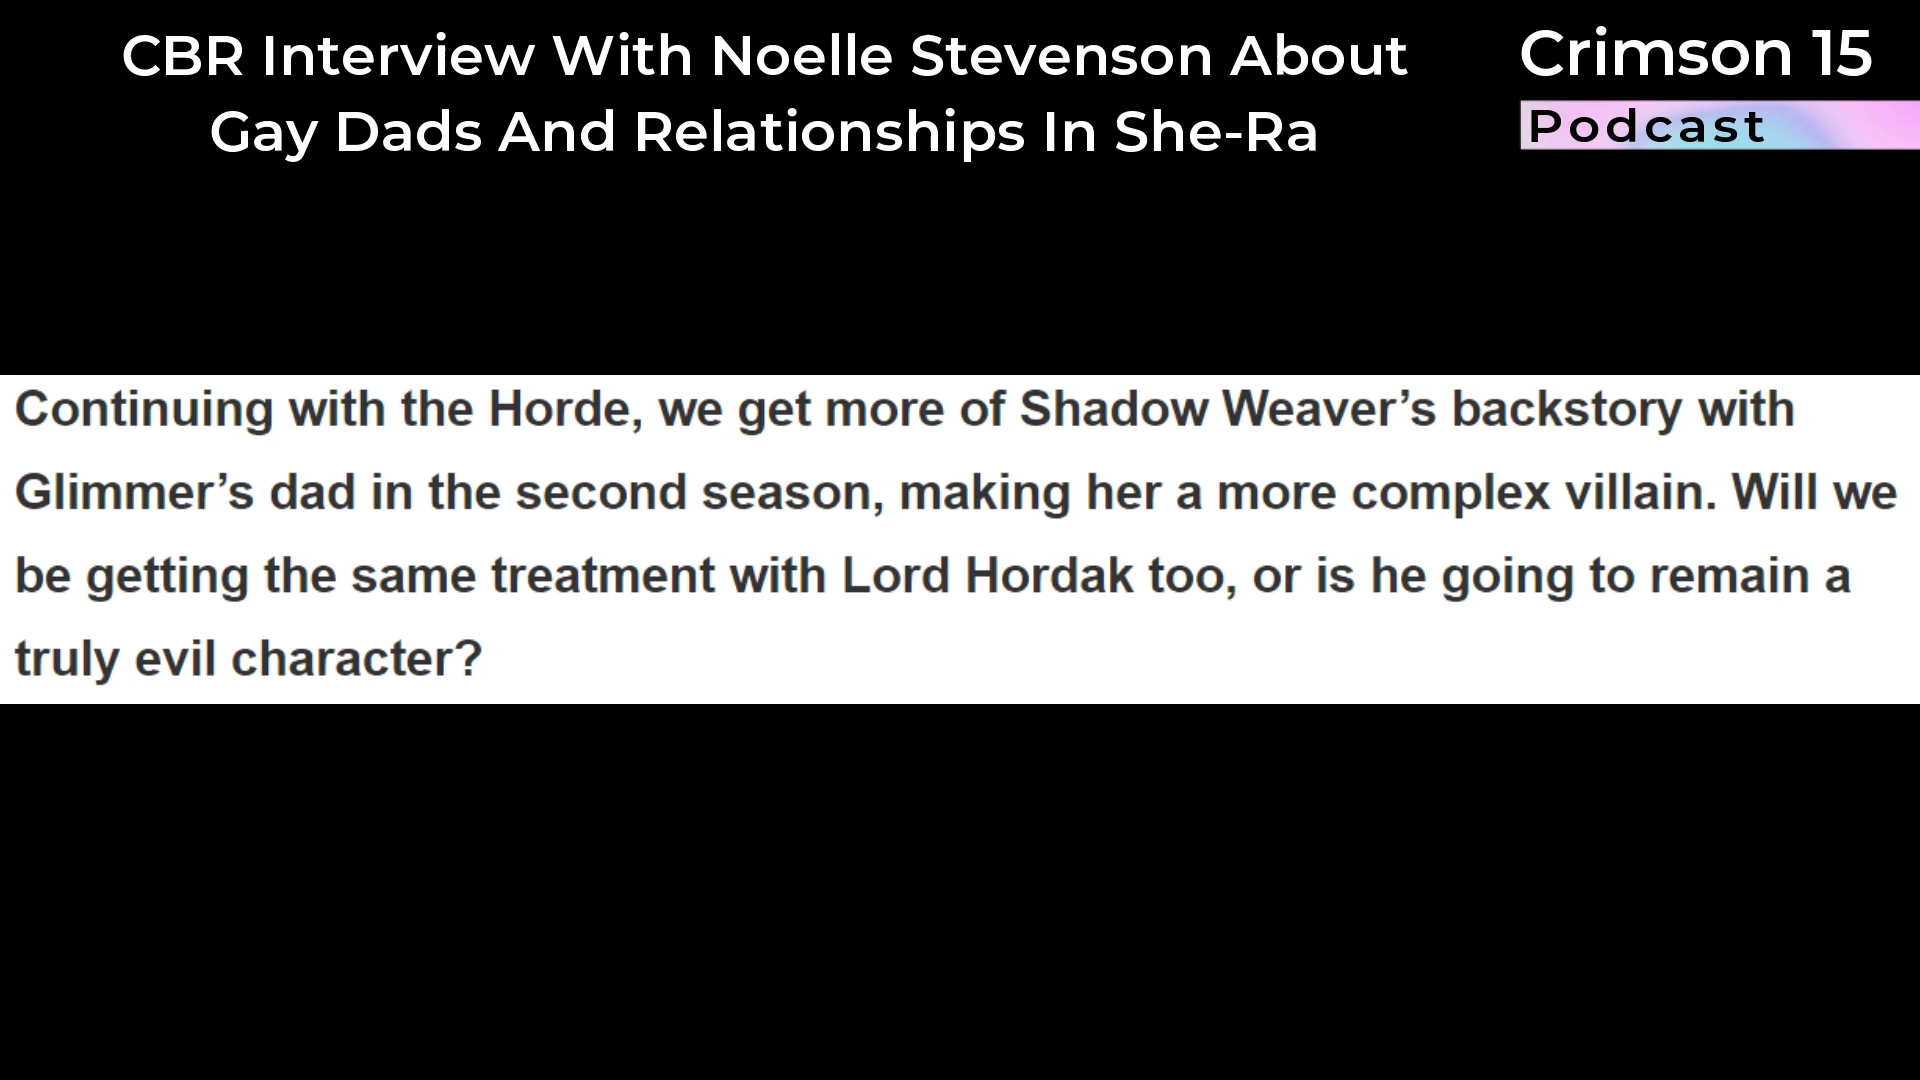 CBR Interview With Noelle Stevenson About
Gay Dads And Relationships In She-Ra
Crimson 15
Podcast
Continuing with the Horde, we get more of Shadow Weaver’s backstory with
Glimmer’s dad in the second season, making her a more complex villain. Will we
be getting the same treatment with Lord Hordak too, or is he going to remain a
truly evil character?